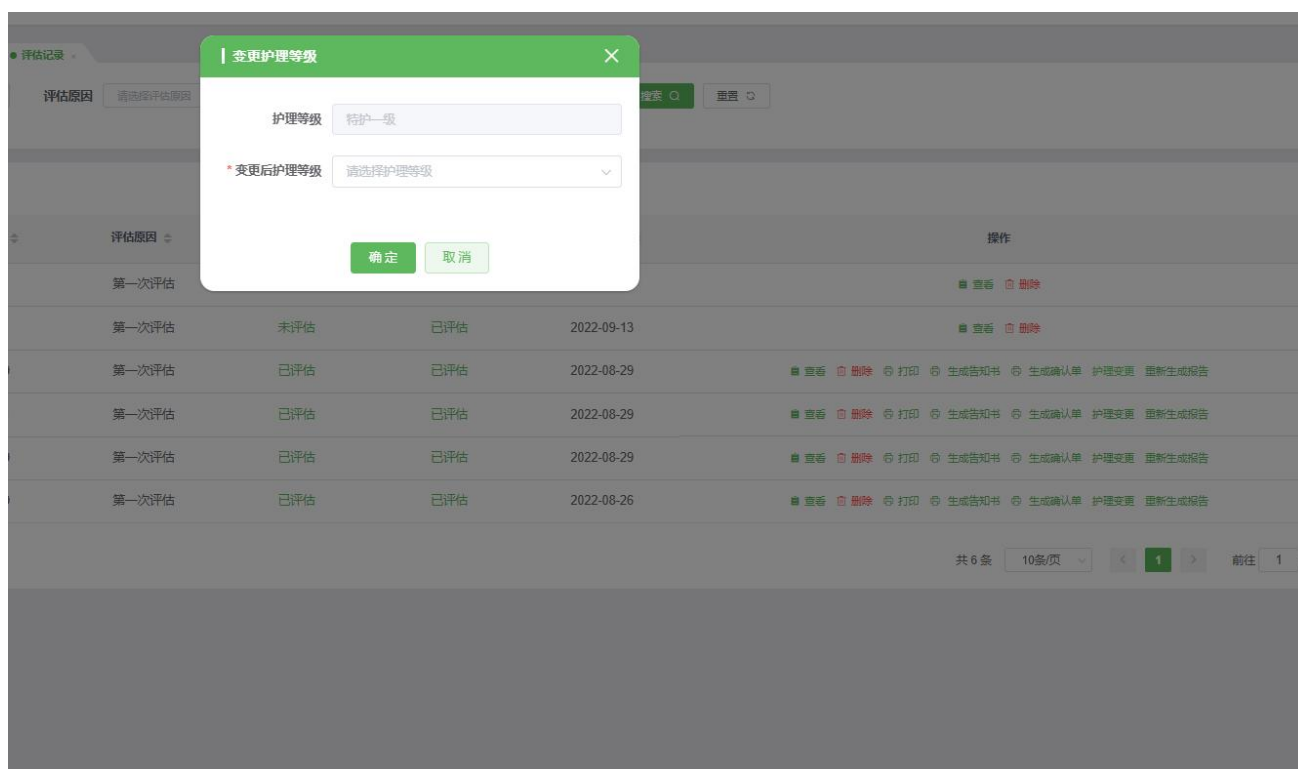 评估记录
变更护理等级
评估原因 请选择评估原因 搜索 重置
护理等级 特护一级
*变更后护理等级 请选择护理等级
评估原因 操作
确定 取消
第一次评估 查看 删除
第一次评估 未评估 已评估 2022-09-13 查看 删除
第一次评估 已评估 已评估 2022-08-29 查看 删除 打印 生成告知书 生成确认单 护理变更 重新生成报告
第一次评估 已评估 已评估 2022-08-29 查看 删除 打印 生成告知书 生成确认单 护理变更 重新生成报告
第一次评估 已评估 已评估 2022-08-29 查看 删除 打印 生成告知书 生成确认单 护理变更 重新生成报告
第一次评估 已评估 已评估 2022-08-26 查看 删除 打印 生成告知书 生成确认单 护理变更 重新生成报告
共 6 条 10条/页 1 前往 1